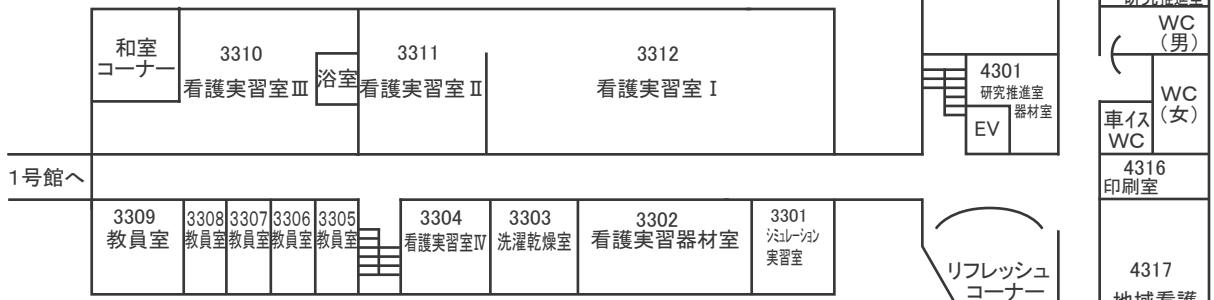 研究推進室
WC
(男)
和室
コーナー
3310
看護実習室Ⅲ
浴室
3311
看護実習室Ⅱ
3312
看護実習室Ⅰ
4301
研究推進室
器材室
EV
WC
(女)
車イス
WC
1号館へ
4316
印刷室
3309
教員室
3308
教員室
3307
教員室
3306
教員室
3305
教員室
3304
看護実習室Ⅳ
3303
洗濯乾燥室
3302
看護実習器材室
3301
シミュレーション
実習室
リフレッシュ
コーナー
4317
地域看護